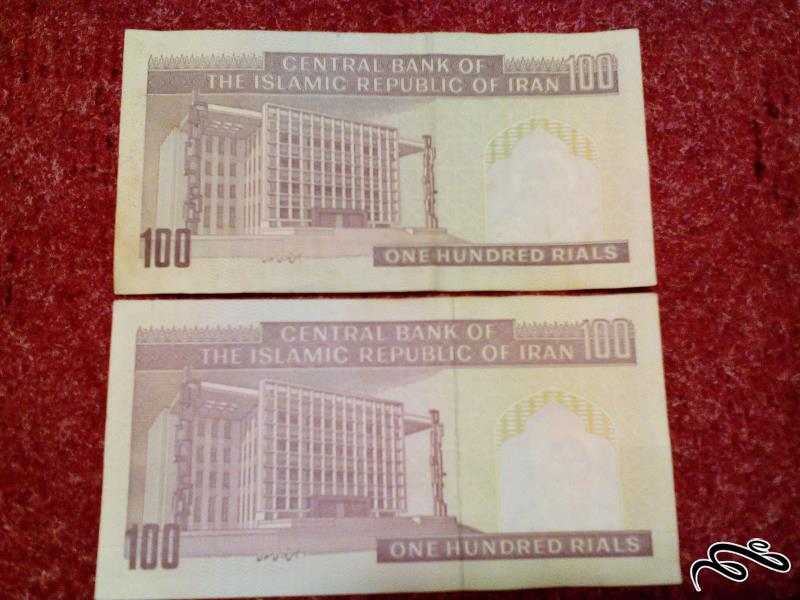 CENTRAL BANK OF
THE ISLAMIC REPUBLIC OF IRAN 100
100
ONE HUNDRED RIALS
CENTRAL BANK OF
THE ISLAMIC REPUBLIC OF IRAN 100
100
ONE HUNDRED RIALS